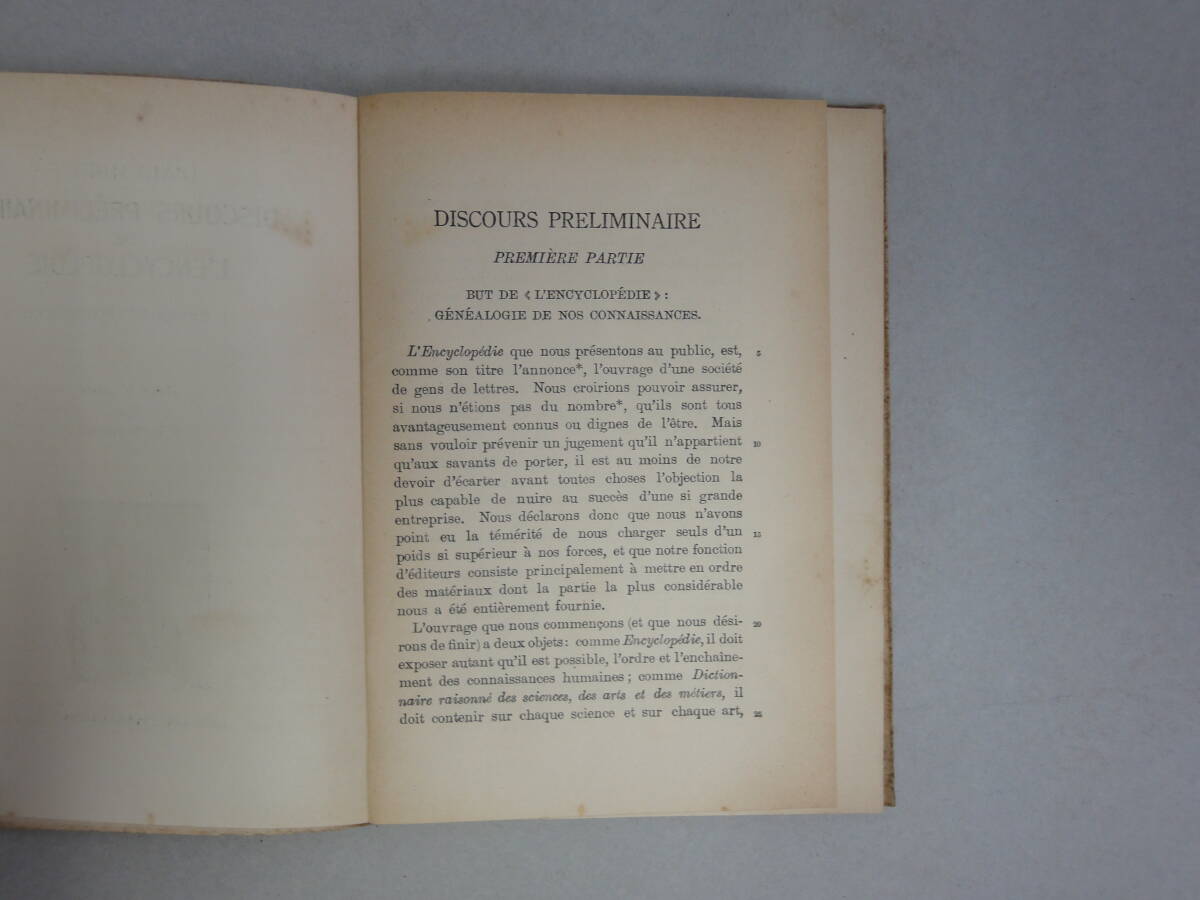 DISCOURS PRELIMINAIRE
PREMIÈRE PARTIE
BUT DE « L'ENCYCLOPÉDIE » :
GÉNÉALOGIE DE NOS CONNAISSANCES.
L'Encyclopédie que nous présentons au public, est, 5
comme son titre l'annonce*, l'ouvrage d'une société
de gens de lettres. Nous croirions pouvoir assurer,
si nous n'étions pas du nombre*, qu'ils sont tous
avantageusement connus ou dignes de l'être. Mais
sans vouloir prévenir un jugement qu'il n'appartient 10
qu'aux savants de porter, il est au moins de notre
devoir d'écarter avant toutes choses l'objection la
plus capable de nuire au succès d'une si grande
entreprise. Nous déclarons donc que nous n'avons
point eu la témérité de nous charger seuls d'un 15
poids si supérieur à nos forces, et que notre fonction
d'éditeurs consiste principalement à mettre en ordre
des matériaux dont la partie la plus considérable
nous a été entièrement fournie.
L'ouvrage que nous commençons (et que nous dési- 20
rons de finir) a deux objets: comme Encyclopédie, il doit
exposer autant qu'il est possible, l'ordre et l'enchaîne-
ment des connaissances humaines; comme Diction-
naire raisonné des sciences, des arts et des métiers, il
doit contenir sur chaque science et sur chaque art, 25
DISCOURS PRÉLIMINAI
L'ENCYCLOPÉDIE